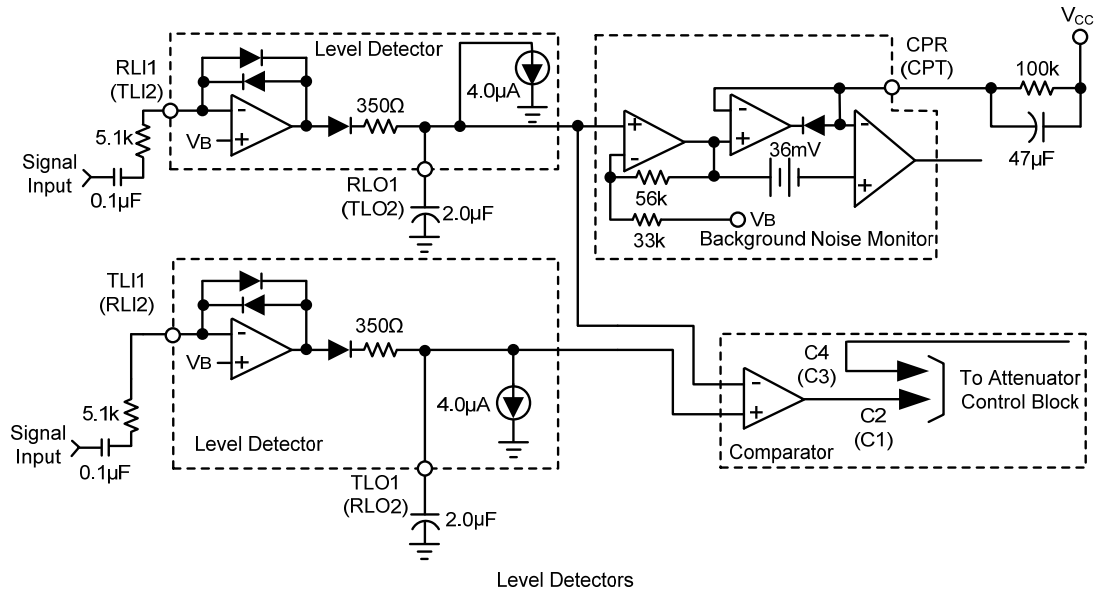 Level Detector
RLI1
(TLI2)
5.1k
Signal
Input
0.1µF
VB
350Ω
4.0µA
RLO1
(TLO2)
2.0µF
CPR
(CPT)
VCC
100k
47µF
36mV
56k
33k
VB
Background Noise Monitor
TLI1
(RLI2)
5.1k
Signal
Input
0.1µF
VB
350Ω
4.0µA
Level Detector
TLO1
(RLO2)
2.0µF
C4
(C3)
C2
(C1)
To Attenuator
Control Block
Comparator
Level Detectors